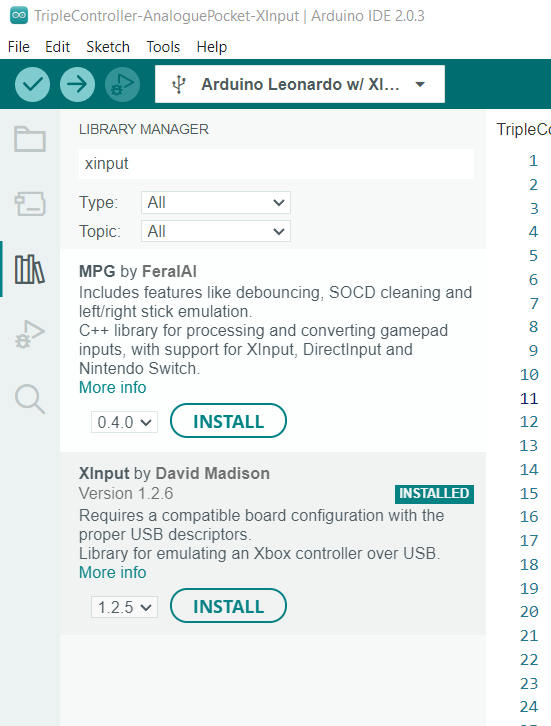 TripleController-AnaloguePocket-XInput | Arduino IDE 2.0.3
File Edit Sketch Tools Help
Arduino Leonardo w/ XI...
LIBRARY MANAGER
xinput
Type: All
Topic: All
MPG by FeralAI
Includes features like debouncing, SOCD cleaning and
left/right stick emulation.
C++ library for processing and converting gamepad
inputs, with support for XInput, DirectInput and
Nintendo Switch.
More info
0.4.0 INSTALL
XInput by David Madison
Version 1.2.6 INSTALLED
Requires a compatible board configuration with the
proper USB descriptors.
Library for emulating an Xbox controller over USB.
More info
1.2.5 INSTALL
TripleCo
1
2
3
4
5
6
7
8
9
10
11
12
13
14
15
16
17
18
19
20
21
22
23
24